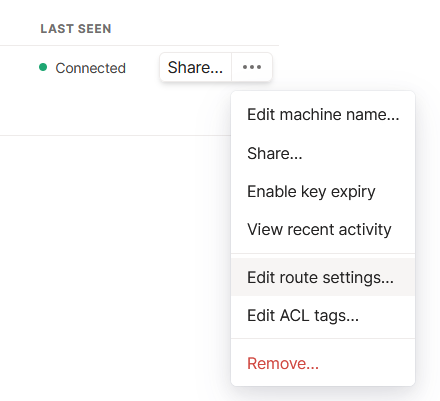 LAST SEEN
Connected
Share...
Edit machine name...
Share...
Enable key expiry
View recent activity
Edit route settings...
Edit ACL tags...
Remove...